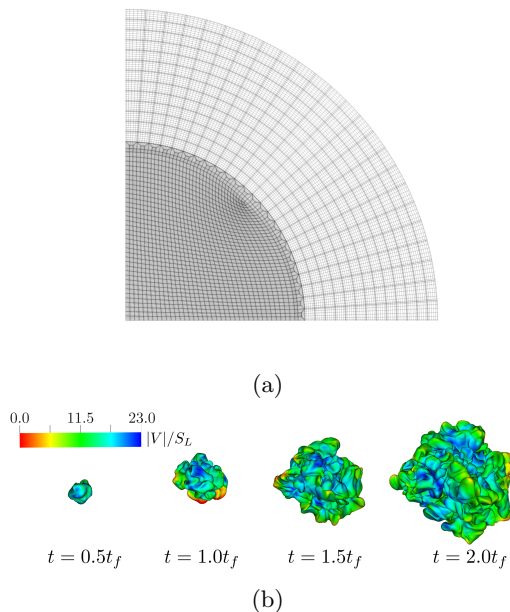 (a)
0.0 11.5 23.0
|V|/S_L
t = 0.5t_f t = 1.0t_f t = 1.5t_f t = 2.0t_f
(b)